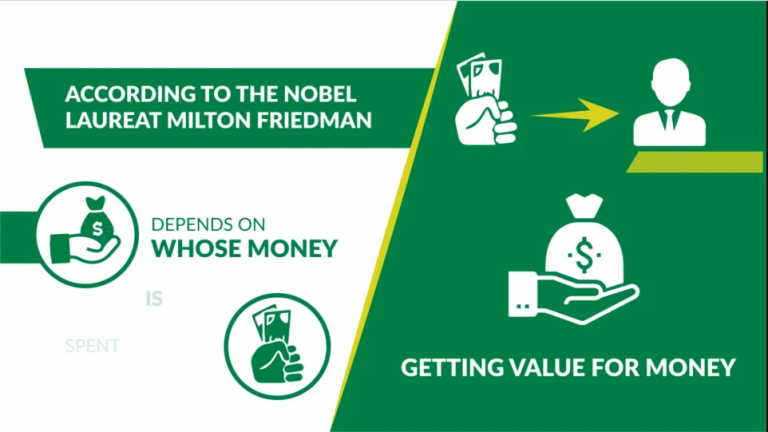 ACCORDING TO THE NOBEL
LAUREAT MILTON FRIEDMAN
DEPENDS ON
WHOSE MONEY
IS
SPENT
$
$
GETTING VALUE FOR MONEY